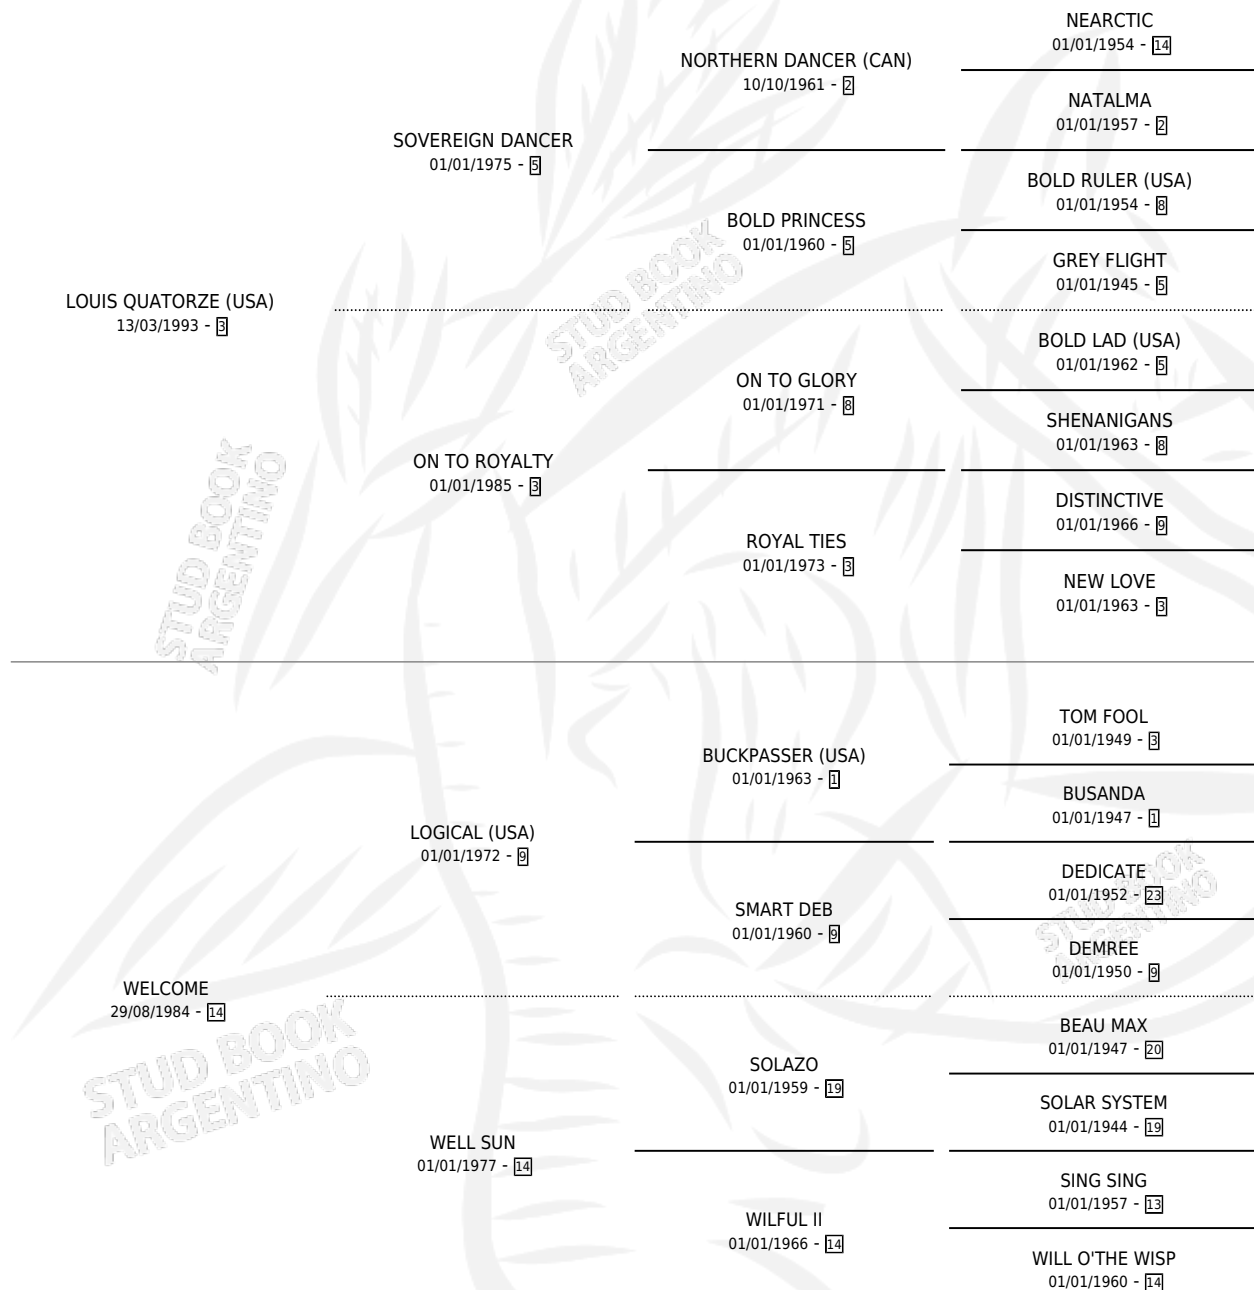 NEARCTIC
01/01/1954 - 14
NORTHERN DANCER (CAN)
10/10/1961 - 2
NATALMA
01/01/1957 - 2
SOVEREIGN DANCER
01/01/1975 - 5
BOLD RULER (USA)
01/01/1954 - 8
BOLD PRINCESS
01/01/1960 - 5
GREY FLIGHT
01/01/1945 - 5
STUD BOOK
ARGENTINO
LOUIS QUATORZE (USA)
13/03/1993 - 3
BOLD LAD (USA)
01/01/1962 - 5
ON TO GLORY
01/01/1971 - 8
SHENANIGANS
01/01/1963 - 8
ON TO ROYALTY
01/01/1985 - 3
DISTINCTIVE
01/01/1966 - 9
ROYAL TIES
01/01/1973 - 3
NEW LOVE
01/01/1963 - 3
STUD BOOK
ARGENTINO
TOM FOOL
01/01/1949 - 3
BUCKPASSER (USA)
01/01/1963 - 1
BUSANDA
01/01/1947 - 1
LOGICAL (USA)
01/01/1972 - 9
DEDICATE
01/01/1952 - 23
SMART DEB
01/01/1960 - 9
DEMREE
01/01/1950 - 9
STUD BOOK
ARGENTINO
WELCOME
29/08/1984 - 14
BEAU MAX
01/01/1947 - 20
SOLAZO
01/01/1959 - 19
SOLAR SYSTEM
01/01/1944 - 19
STUD BOOK
ARGENTINO
WELL SUN
01/01/1977 - 14
SING SING
01/01/1957 - 13
WILFUL II
01/01/1966 - 14
WILL O'THE WISP
01/01/1960 - 14